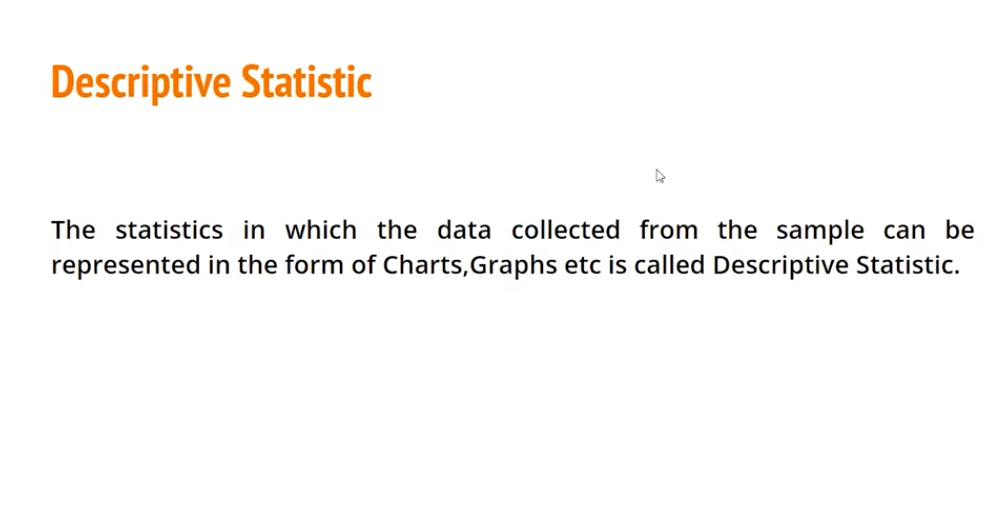 Descriptive Statistic
The statistics in which the data collected from the sample can be
represented in the form of Charts,Graphs etc is called Descriptive Statistic.